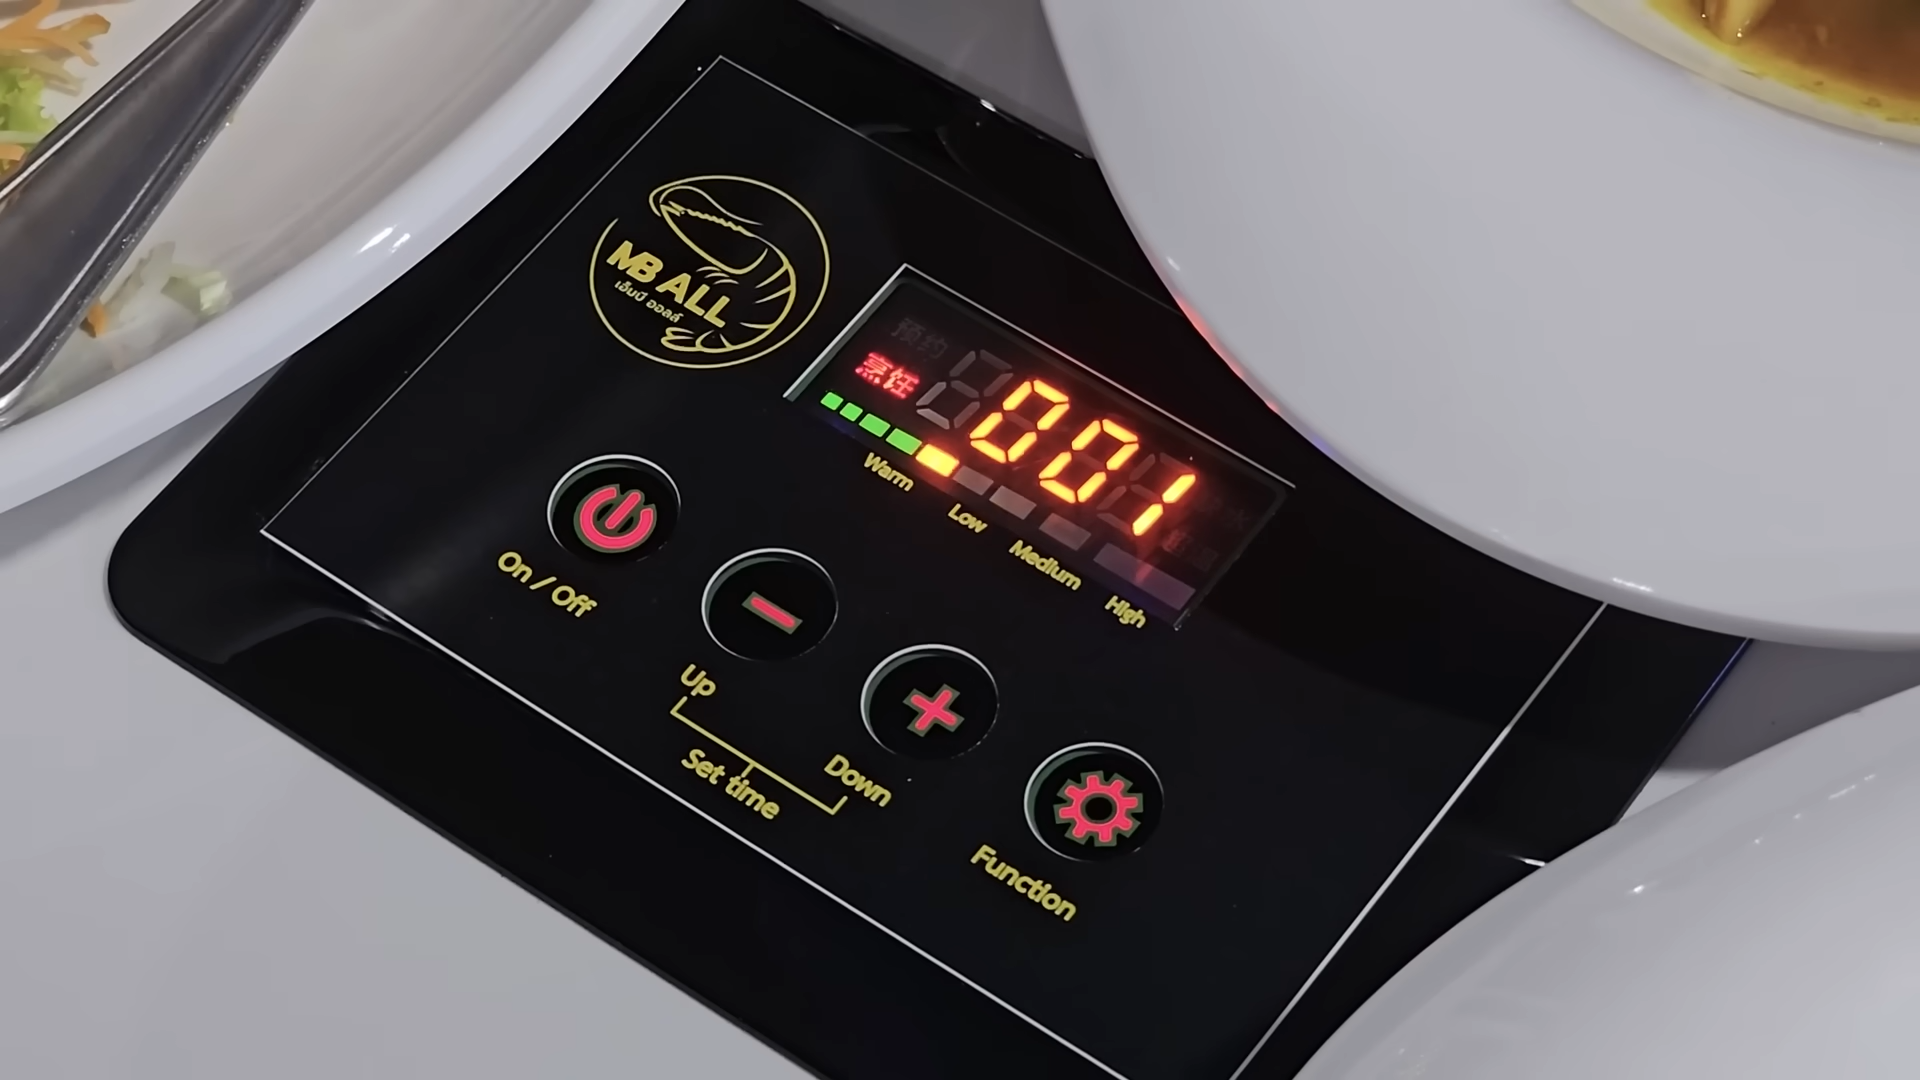 MB ALL
เอ็มบี ออลล์
预约
烹饪
001
Warm
Low
Medium
High
On / Off
Up
Down
Set time
Function